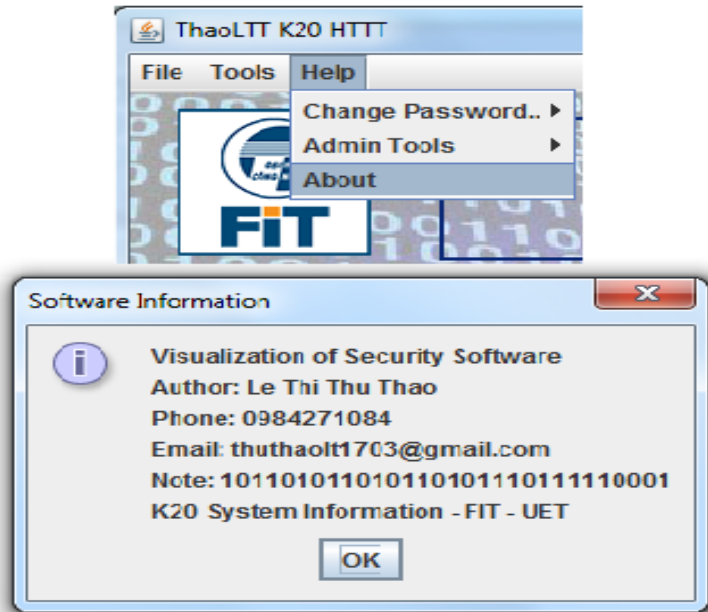 ThaoLTT K20 HTTT
File Tools Help
Change Password..
Admin Tools
About
FiT
Software Information
Visualization of Security Software
Author: Le Thi Thu Thao
Phone: 0984271084
Email: thuthaolt1703@gmail.com
Note: 1011010110101101011101111110001
K20 System Information - FIT - UET
OK